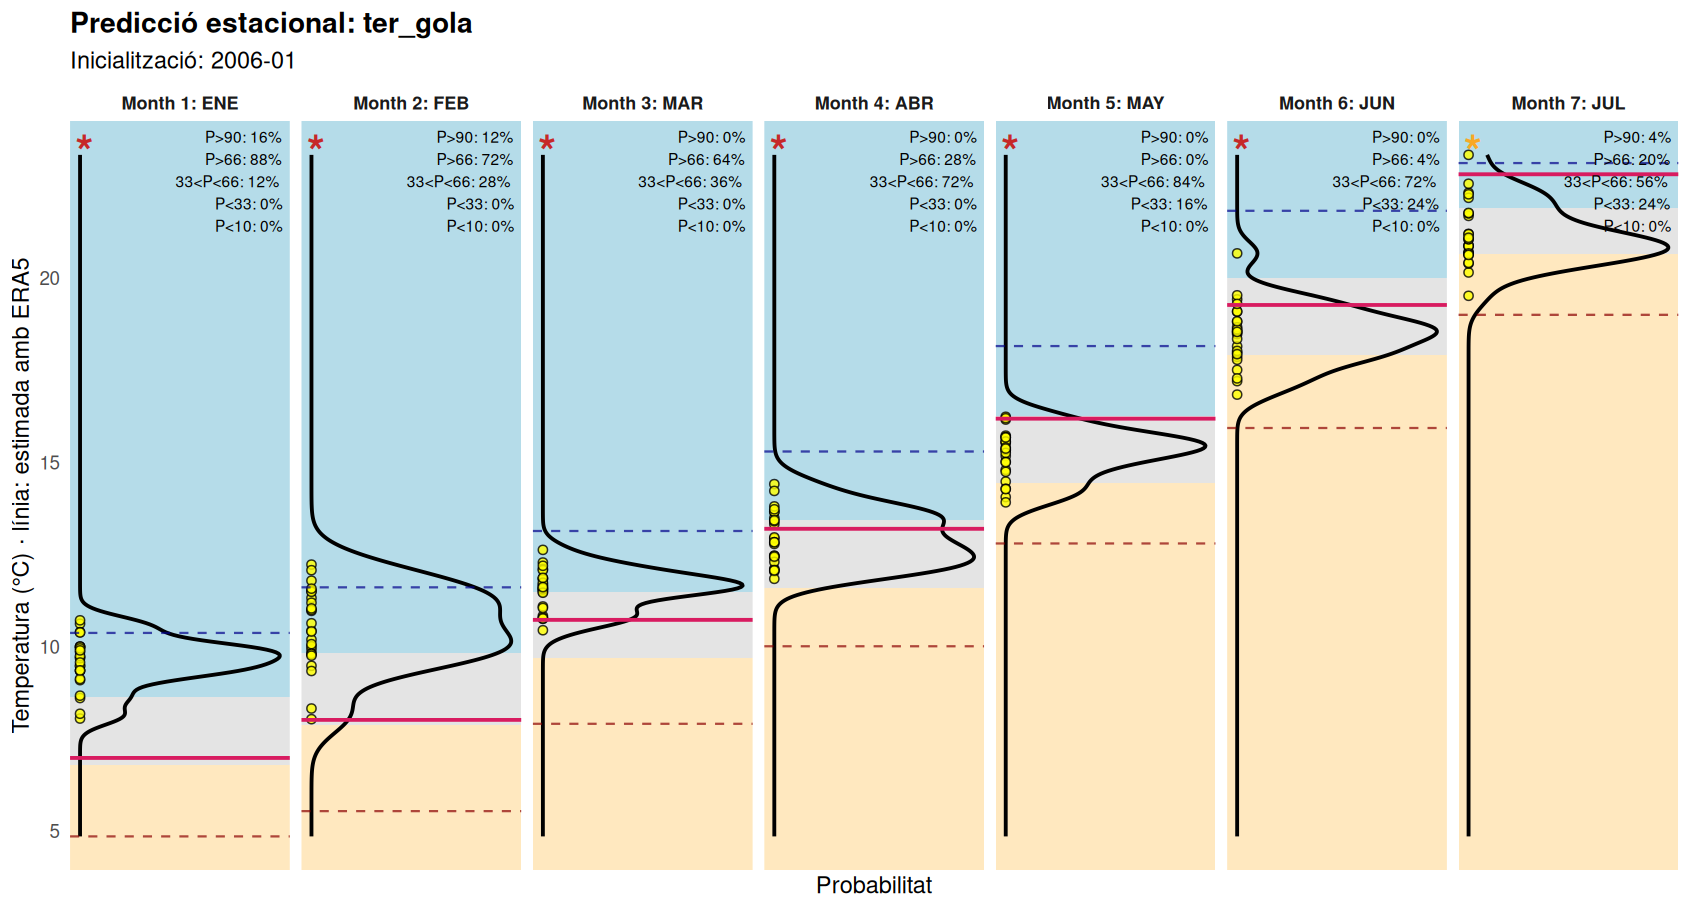 Predicció estacional: ter_gola
Inicialització: 2006-01
Month 1: ENE
Month 2: FEB
Month 3: MAR
Month 4: ABR
Month 5: MAY
Month 6: JUN
Month 7: JUL
P>90: 16%
P>66: 88%
33<P<66: 12%
P<33: 0%
P<10: 0%
P>90: 12%
P>66: 72%
33<P<66: 28%
P<33: 0%
P<10: 0%
P>90: 0%
P>66: 64%
33<P<66: 36%
P<33: 0%
P<10: 0%
P>90: 0%
P>66: 28%
33<P<66: 72%
P<33: 0%
P<10: 0%
P>90: 0%
P>66: 0%
33<P<66: 84%
P<33: 16%
P<10: 0%
P>90: 0%
P>66: 4%
33<P<66: 72%
P<33: 24%
P<10: 0%
P>90: 4%
P>66: 20%
33<P<66: 56%
P<33: 24%
P<10: 0%
Temperatura (°C) · línia: estimada amb ERA5
20
15
10
5
Probabilitat